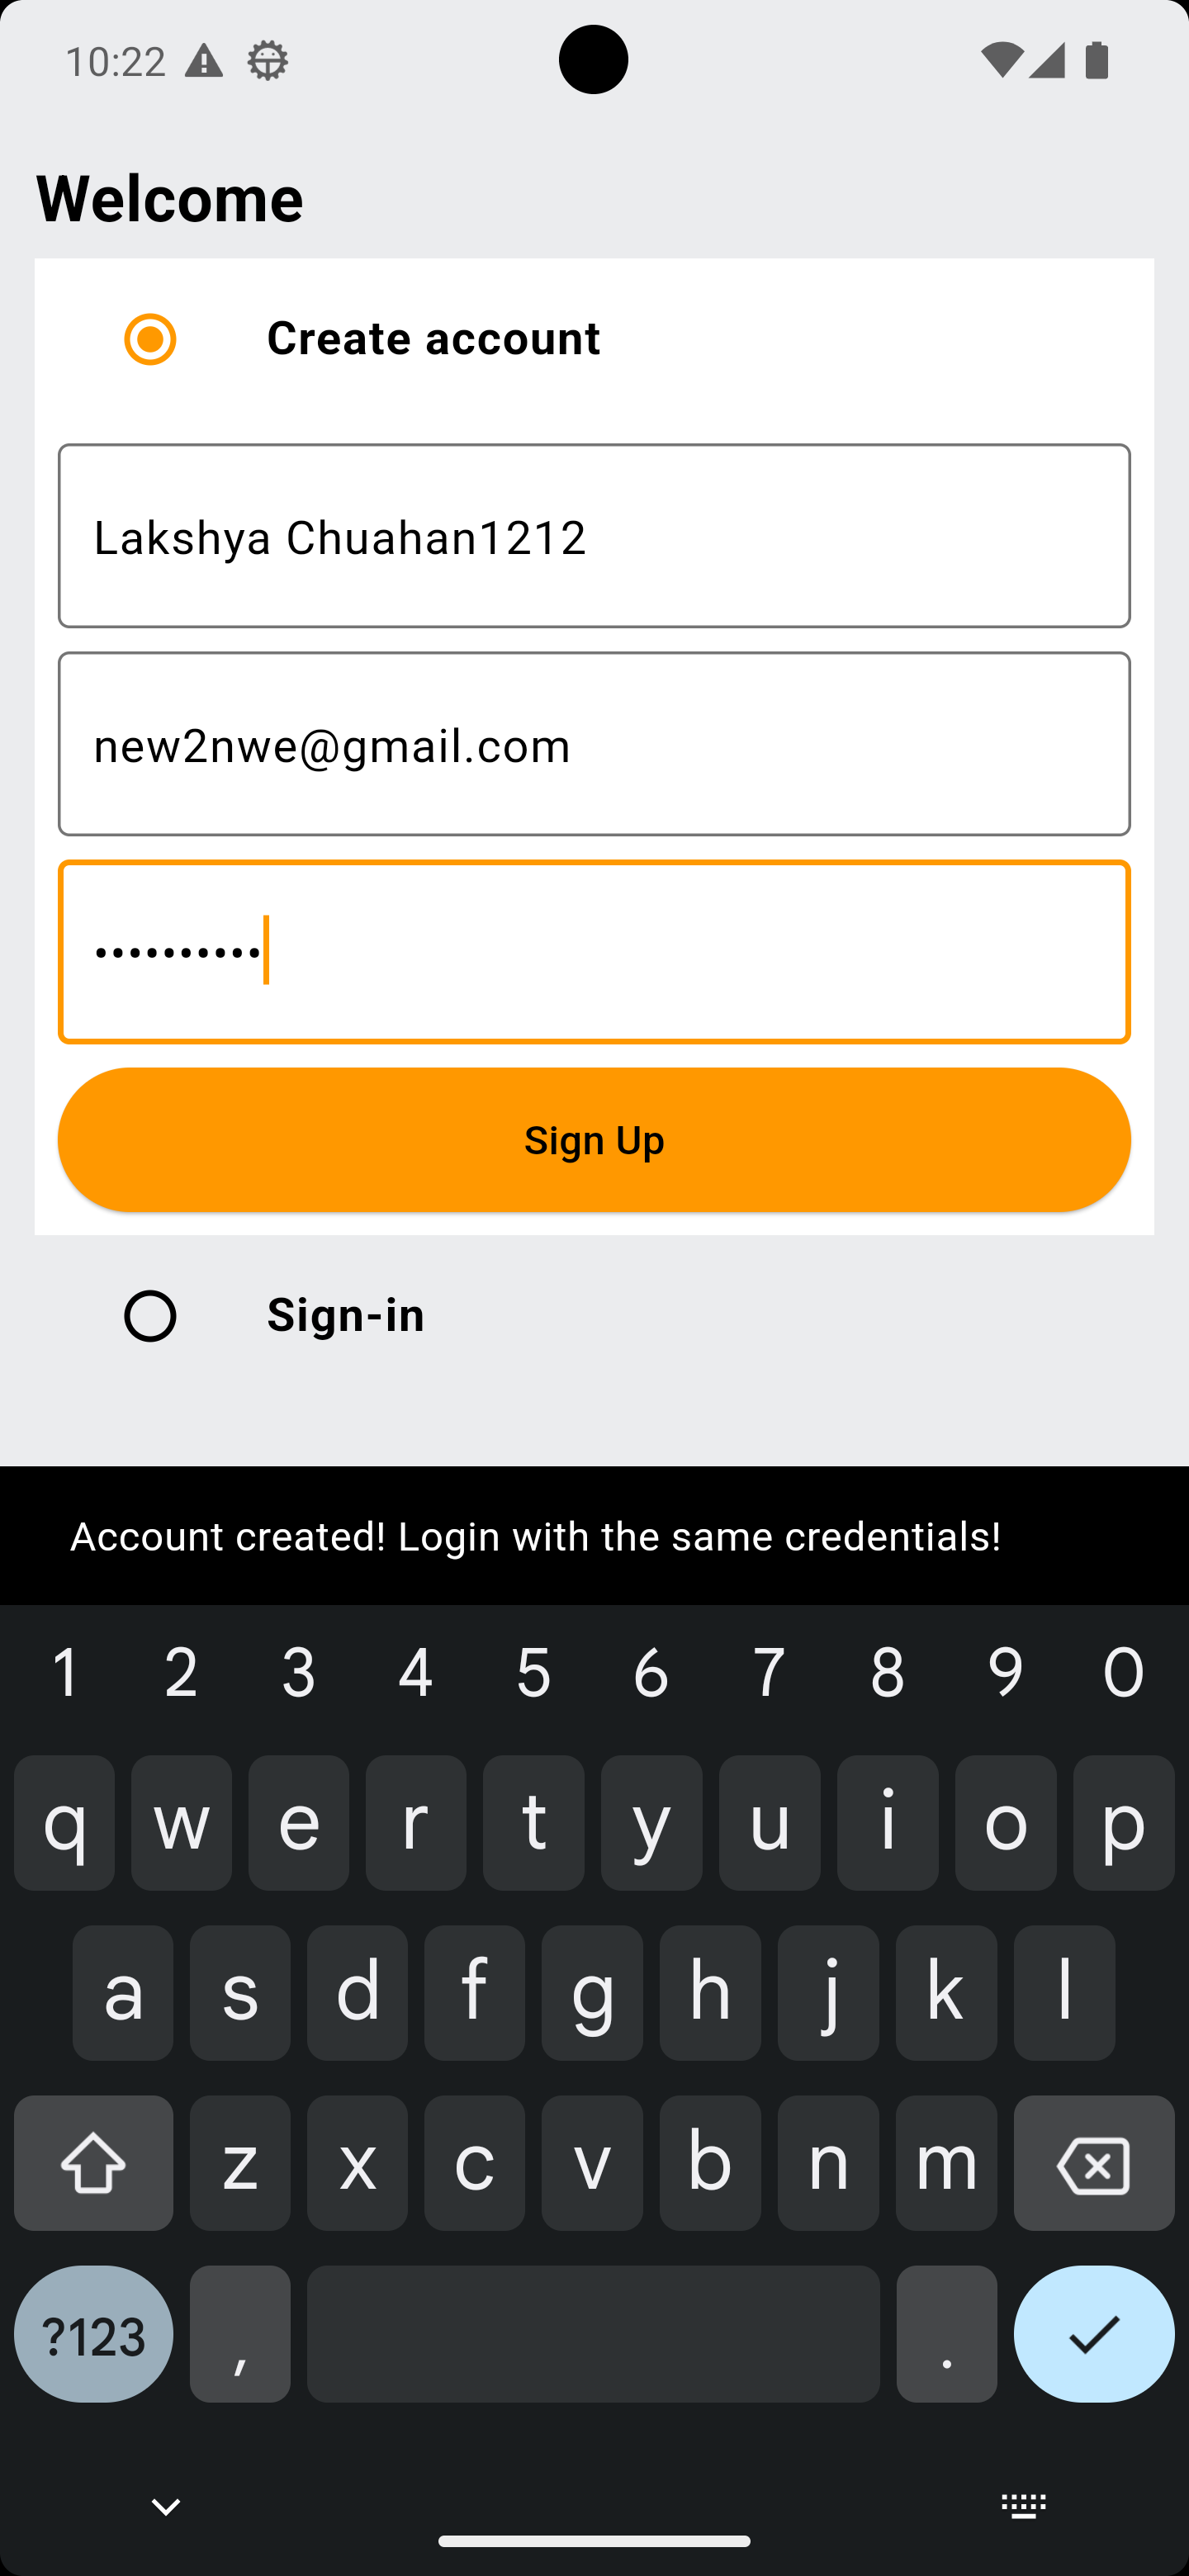 10:22
Welcome
Create account
Lakshya Chuahan1212
new2nwe@gmail.com
••••••••••
Sign Up
Sign-in
Account created! Login with the same credentials!
1 2 3 4 5 6 7 8 9 0
q w e r t y u i o p
a s d f g h j k l
z x c v b n m
?123 , .